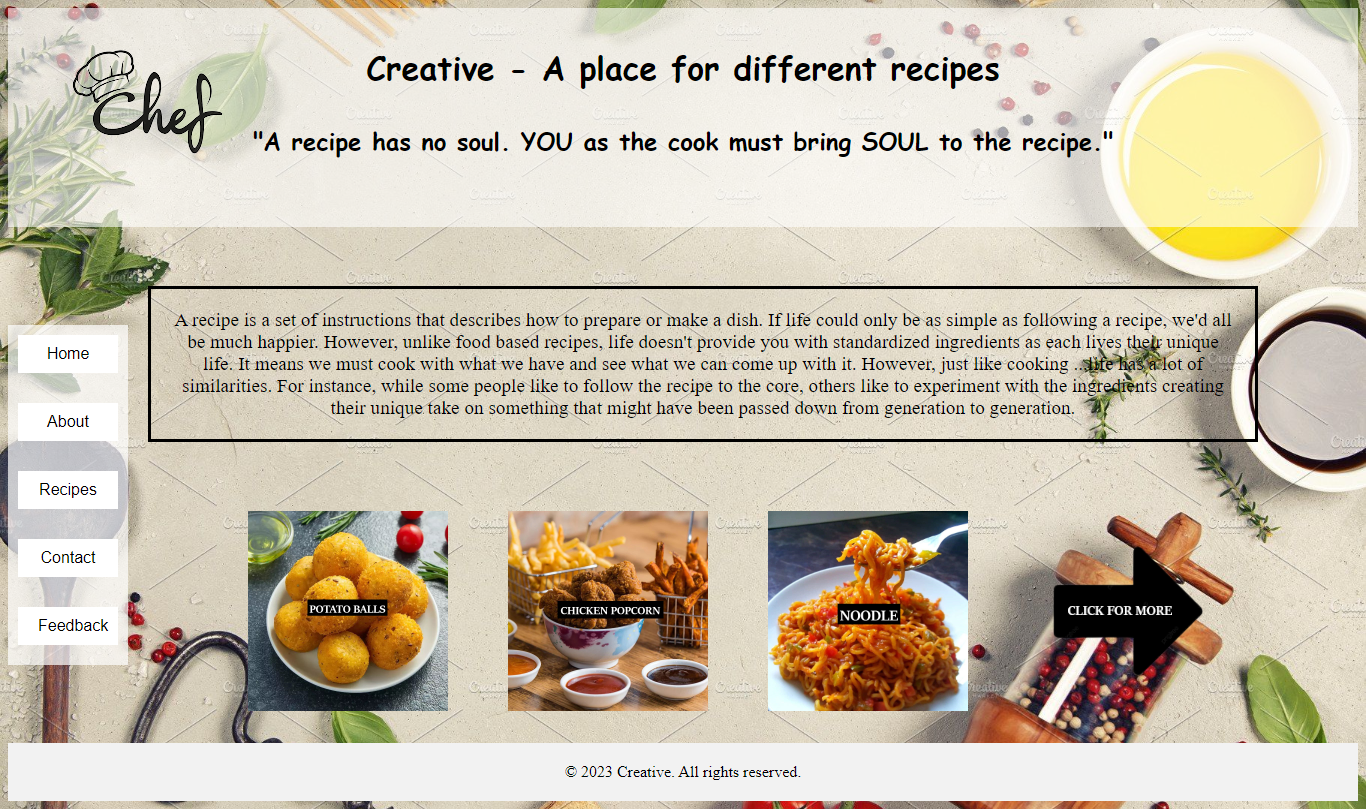 Chef
Creative - A place for different recipes
"A recipe has no soul. YOU as the cook must bring SOUL to the recipe."
Home
About
Recipes
Contact
Feedback
A recipe is a set of instructions that describes how to prepare or make a dish. If life could only be as simple as following a recipe, we'd all
be much happier. However, unlike food based recipes, life doesn't provide you with standardized ingredients as each lives their unique
life. It means we must cook with what we have and see what we can come up with it. However, just like cooking ...life has a lot of
similarities. For instance, while some people like to follow the recipe to the core, others like to experiment with the ingredients creating
their unique take on something that might have been passed down from generation to generation.
POTATO BALLS
CHICKEN POPCORN
NOODLE
CLICK FOR MORE
© 2023 Creative. All rights reserved.